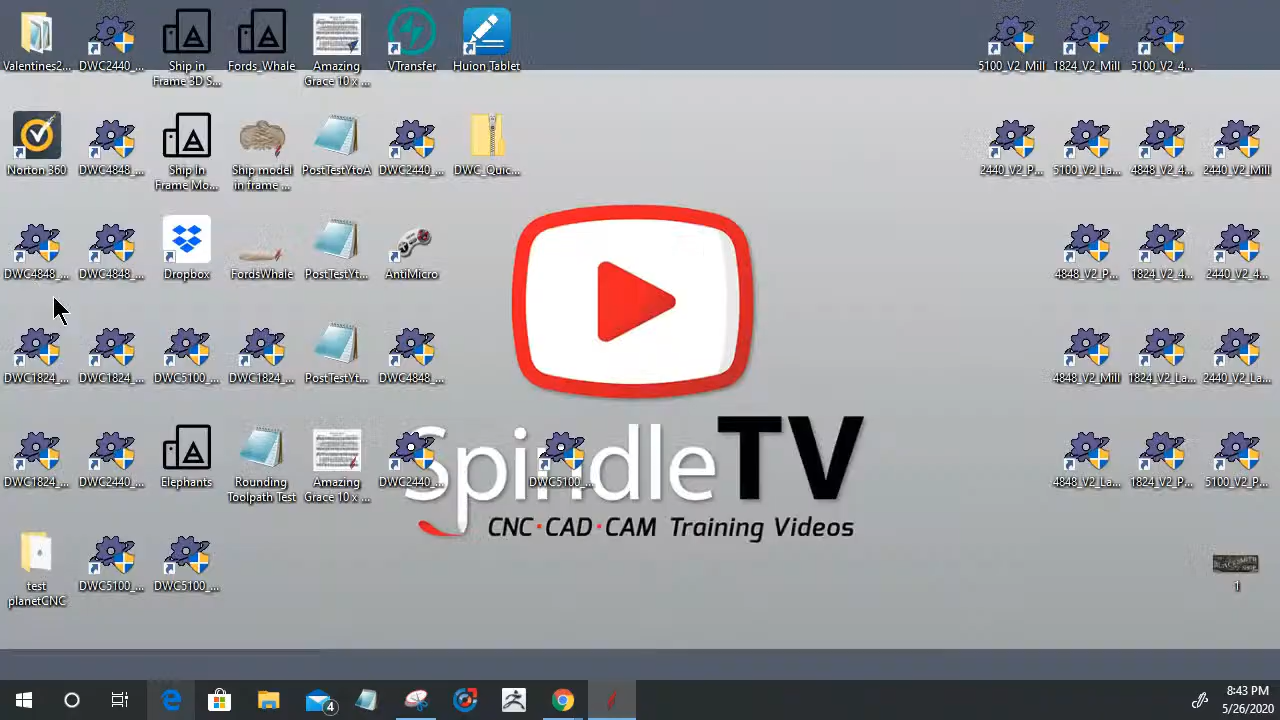 Valentines2...
DWC2440_...
Ship in
Frame 3D S...
Fords_Whale
Amazing
Grace 10 x ...
VTransfer
Huion Tablet
5100_V2_Mill
1824_V2_Mill
5100_V2_4...
Norton 360
DWC4848_...
Ship In
Frame Mo...
Ship model
in frame ...
PostTestYtoA
DWC2440_...
DWC_Quic...
2440_V2_P...
5100_V2_La...
4848_V2_4...
2440_V2_Mill
DWC4848_...
DWC4848_...
Dropbox
FordsWhale
PostTestYt...
AntiMicro
4848_V2_P...
1824_V2_4...
2440_V2_4...
DWC1824_...
DWC1824_...
DWC5100_...
DWC1824_...
PostTestYt...
DWC4848_...
4848_V2_Mill
1824_V2_La...
2440_V2_La...
DWC1824_...
DWC2440_...
Elephants
Rounding
Toolpath Test
Amazing
Grace 10 x ...
DWC2440_...
DWC5100_...
4848_V2_La...
1824_V2_P...
5100_V2_P...
SpindleTV
CNC·CAD·CAM Training Videos
test
planetCNC
DWC5100_...
DWC5100_...
1
4
8:43 PM
5/26/2020